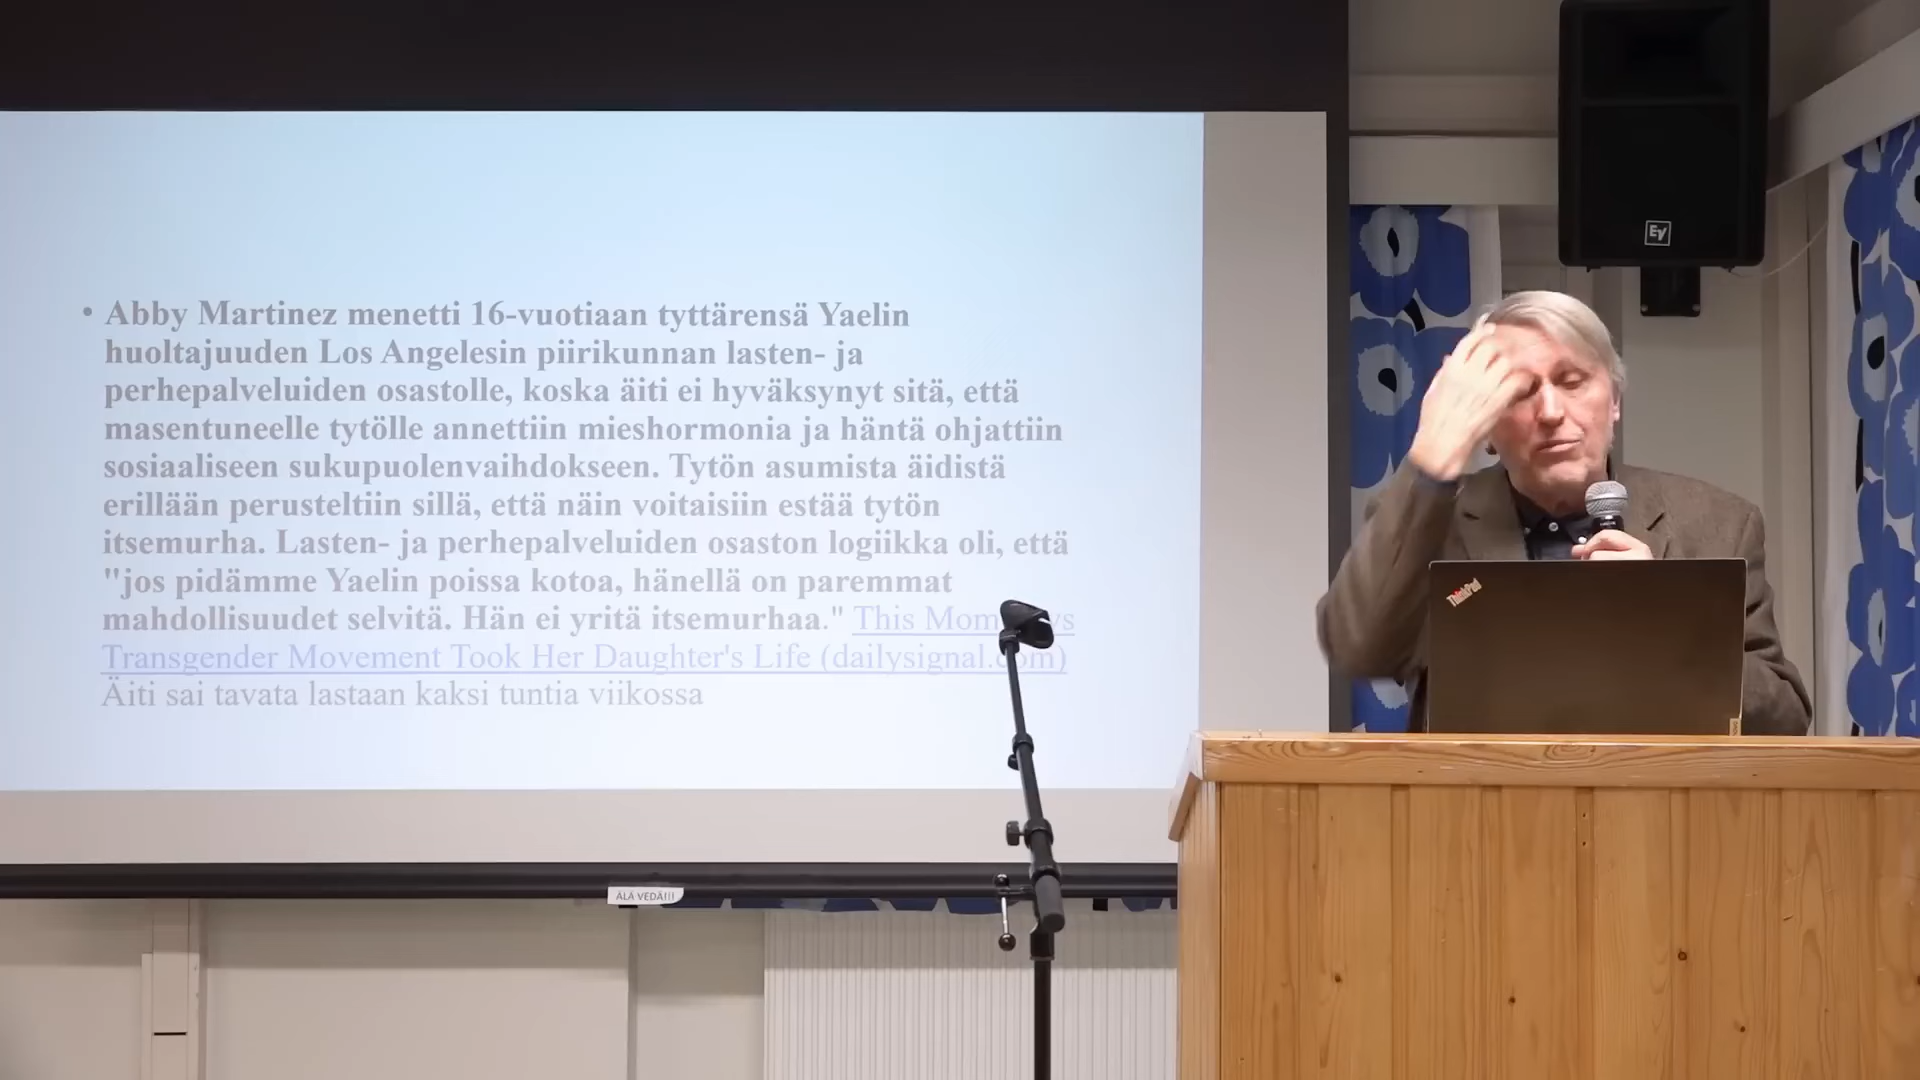 • Abby Martinez menetti 16-vuotiaan tyttärensä Yaelin
huoltajuuden Los Angelesin piirikunnan lasten- ja
perhepalveluiden osastolle, koska äiti ei hyväksynyt sitä, että
masentuneelle tytölle annettiin mieshormonia ja häntä ohjattiin
sosiaaliseen sukupuolenvaihdokseen. Tytön asumista äidistä
erillään perusteltiin sillä, että näin voitaisiin estää tytön
itsemurha. Lasten- ja perhepalveluiden osaston logiikka oli, että
"jos pidämme Yaelin poissa kotoa, hänellä on paremmat
mahdollisuudet selvitä. Hän ei yritä itsemurhaa." This Mom
Transgender Movement Took Her Daughter's Life (dailysignal.com)
Äiti sai tavata lastaan kaksi tuntia viikossa
EV
ThinkPad
ÄLÄ VEDÄ!!!